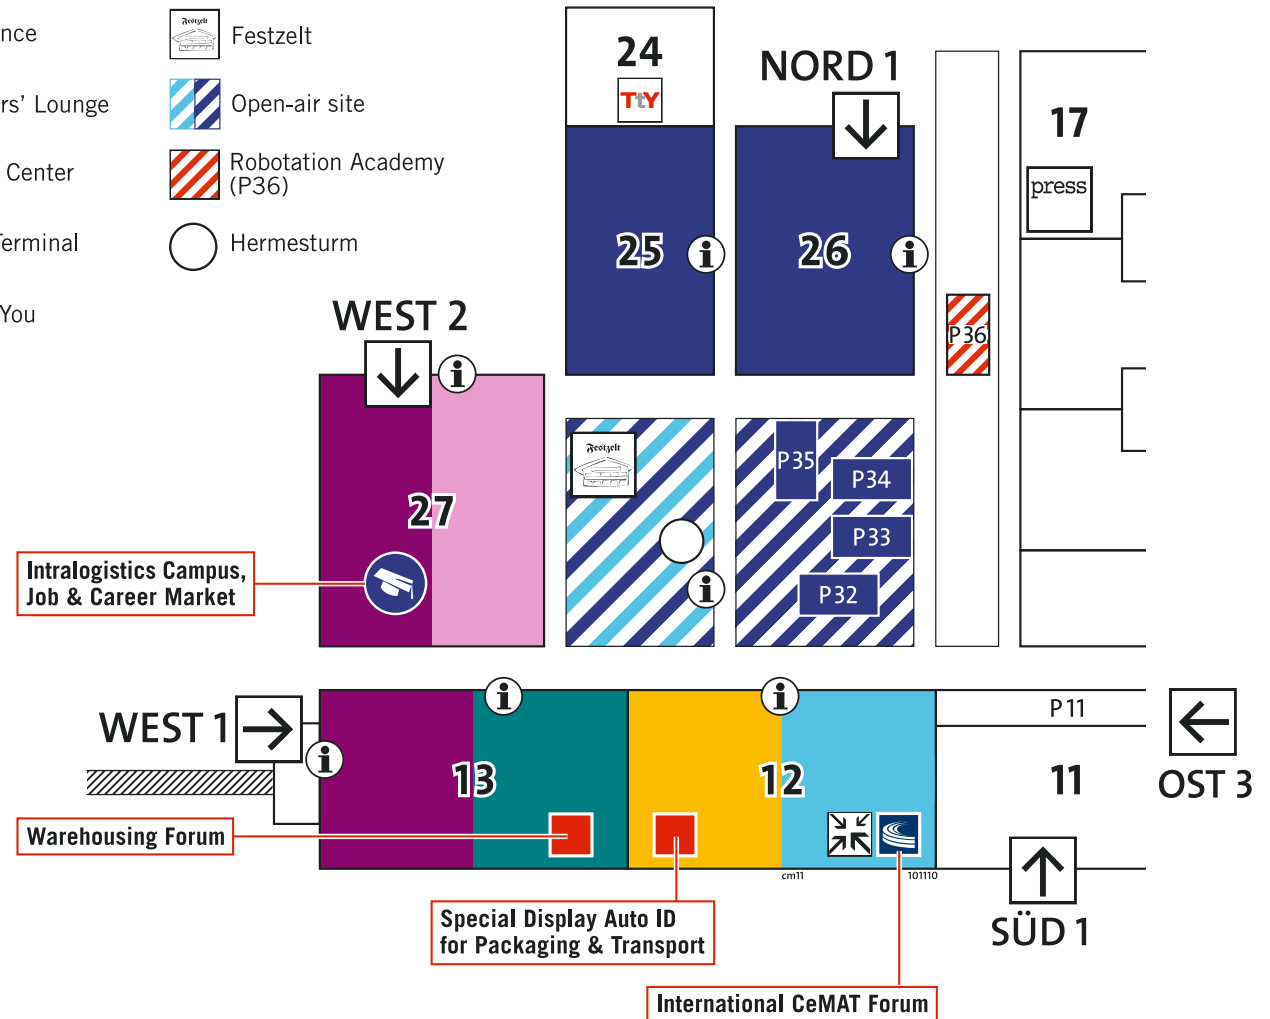 nce
Festzelt
Festzelt
rs' Lounge
Open-air site
Center
Robotation Academy
(P36)
Terminal
Hermesturm
You
24
TtY
NORD 1
17
press
25
i
26
i
P36
WEST 2
i
Festzelt
P35
P34
27
P33
Intralogistics Campus,
Job & Career Market
i
P32
WEST 1
i
i
i
P 11
13
12
11
OST 3
Warehousing Forum
cm11
101110
Special Display Auto ID
for Packaging & Transport
SÜD 1
International CeMAT Forum